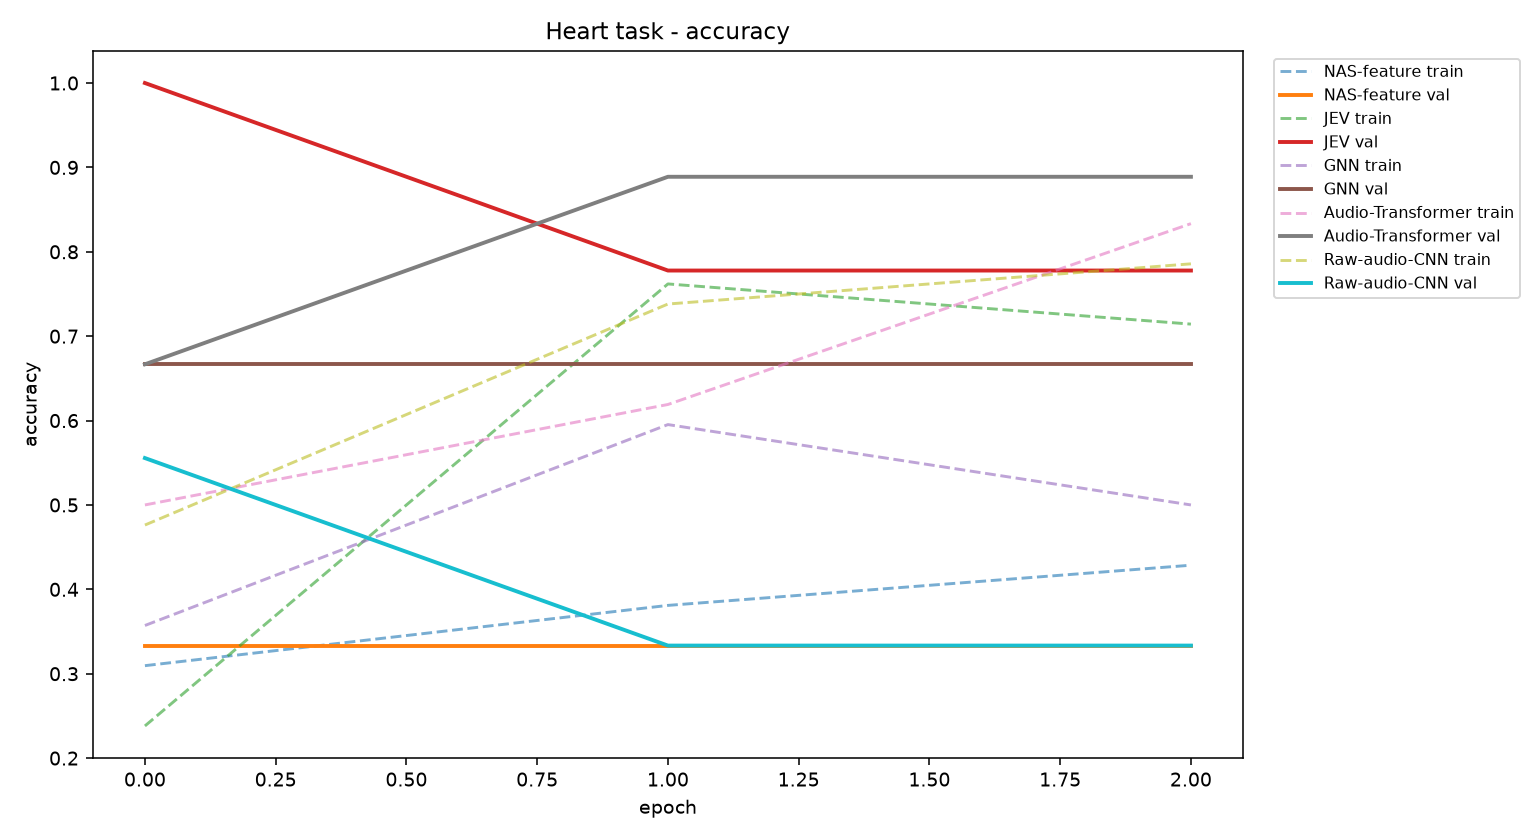 Heart task - accuracy
1.0
0.9
0.8
0.7
0.6
0.5
0.4
0.3
0.2
accuracy
0.00 0.25 0.50 0.75 1.00 1.25 1.50 1.75 2.00
epoch
NAS-feature train
NAS-feature val
JEV train
JEV val
GNN train
GNN val
Audio-Transformer train
Audio-Transformer val
Raw-audio-CNN train
Raw-audio-CNN val